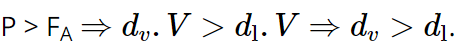 P > F_A ⇒ d_v. V > d_l. V ⇒ d_v > d_l.